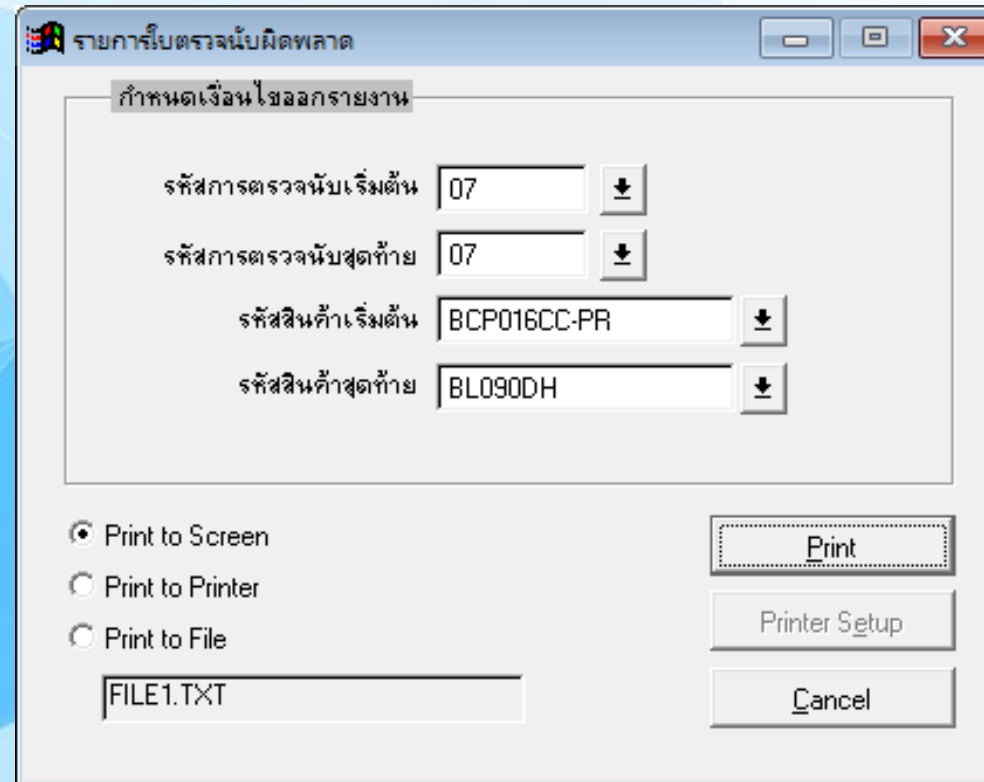 รายการใบตรวจนับผิดพลาด
กำหนดเงื่อนไขออกรายงาน
รหัสการตรวจนับเริ่มต้น 07
รหัสการตรวจนับสุดท้าย 07
รหัสสินค้าเริ่มต้น BCP016CC-PR
รหัสสินค้าสุดท้าย BL090DH
Print to Screen
Print
Print to Printer
Printer Setup
Print to File
FILE1.TXT
Cancel